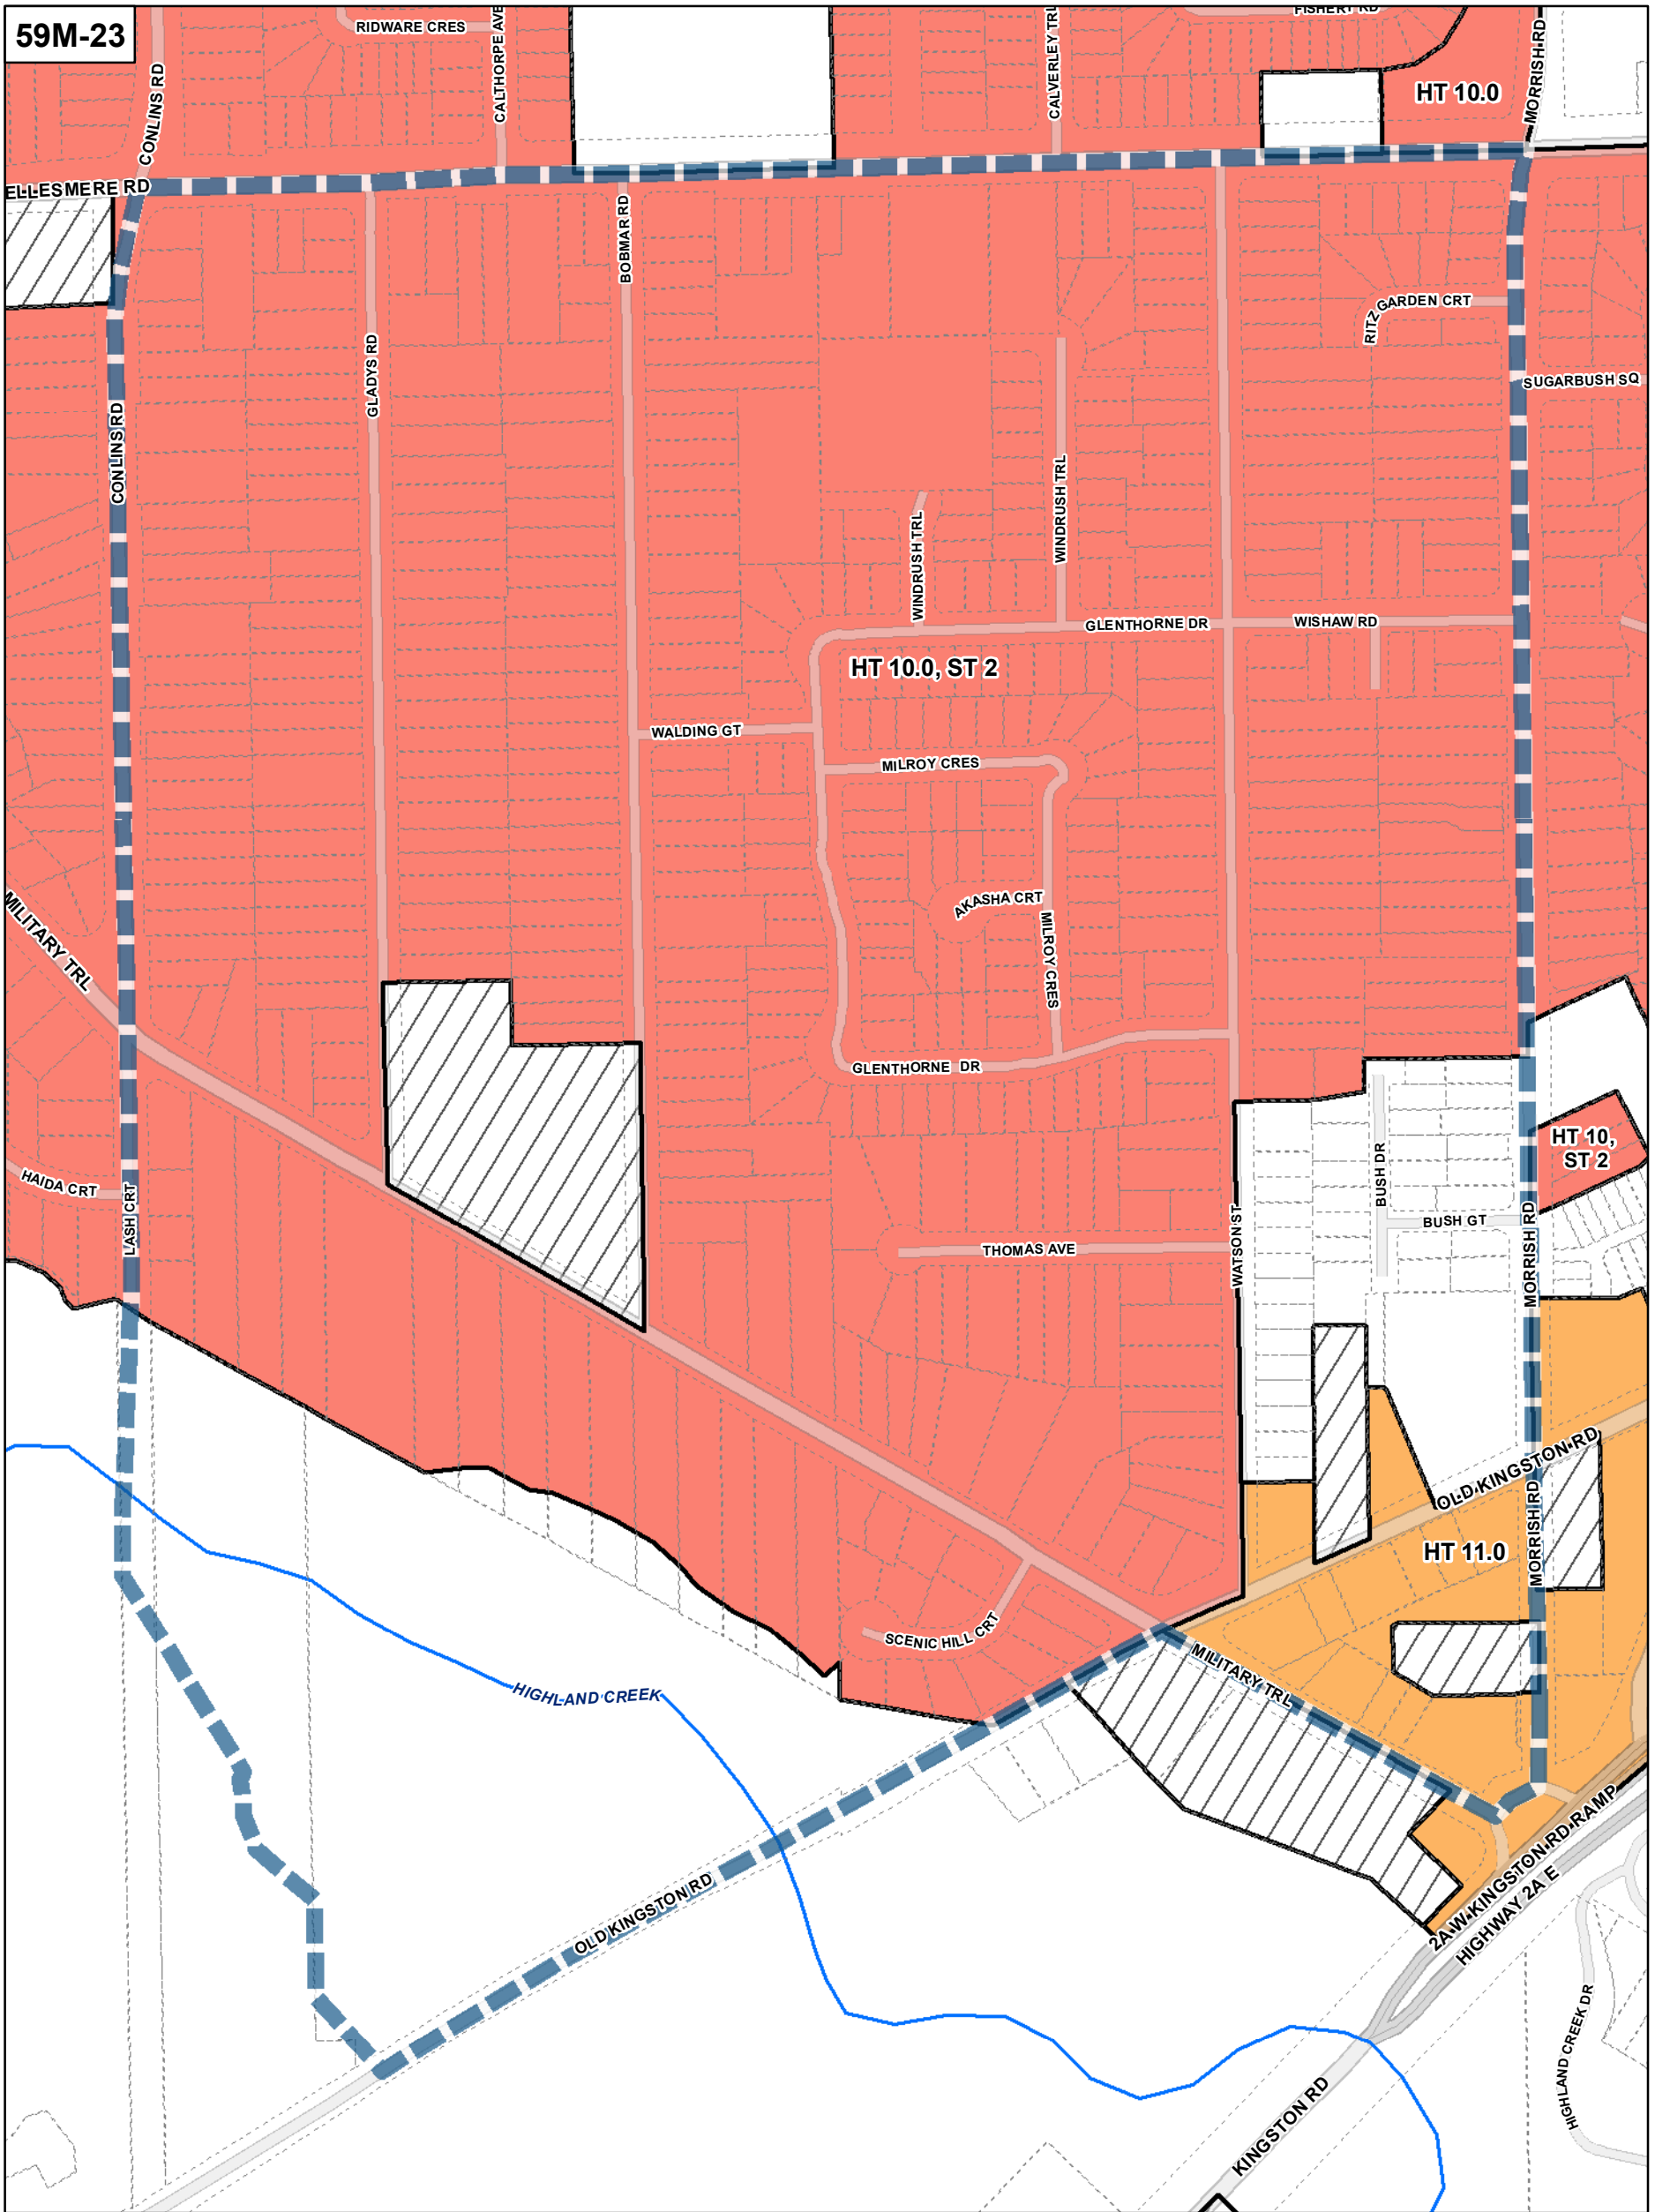 59M-23
RIDWARE CRES
CALTHORPE AVE
CALVERLEY TRL
FISHERY RD
MORRISH RD
CONLINS RD
HT 10.0
ELLESMERE RD
BOBMAR RD
GLADYS RD
CONLINS RD
RITZ GARDEN CRT
SUGARBUSH SQ
WINDRUSH TRL
WINDRUSH TRL
GLENTHORNE DR
WISHAW RD
HT 10.0, ST 2
WALDING GT
MILROY CRES
AKASHA CRT
MILROY CRES
MILITARY TRL
GLENTHORNE DR
HT 10,
ST 2
BUSH DR
HAIDA CRT
LASH CRT
BUSH GT
THOMAS AVE
WATSON ST
MORRISH RD
OLD KINGSTON RD
HT 11.0
MORRISH RD
SCENIC HILL CRT
MILITARY TRL
HIGHLAND CREEK
OLD KINGSTON RD
2A W KINGSTON RD RAMP
HIGHWAY 2A E
HIGHLAND CREEK DR
KINGSTON RD